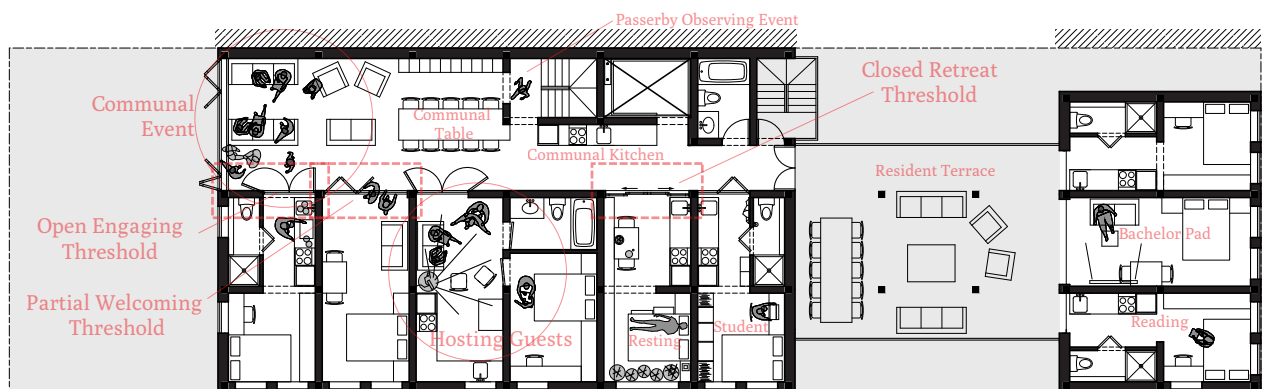 Passerby Observing Event
Closed Retreat
Threshold
Communal
Event
Communal
Table
Communal Kitchen
Resident Terrace
Open Engaging
Threshold
Bachelor Pad
Partial Welcoming
Threshold
Hosting Guests
Resting
Student
Reading